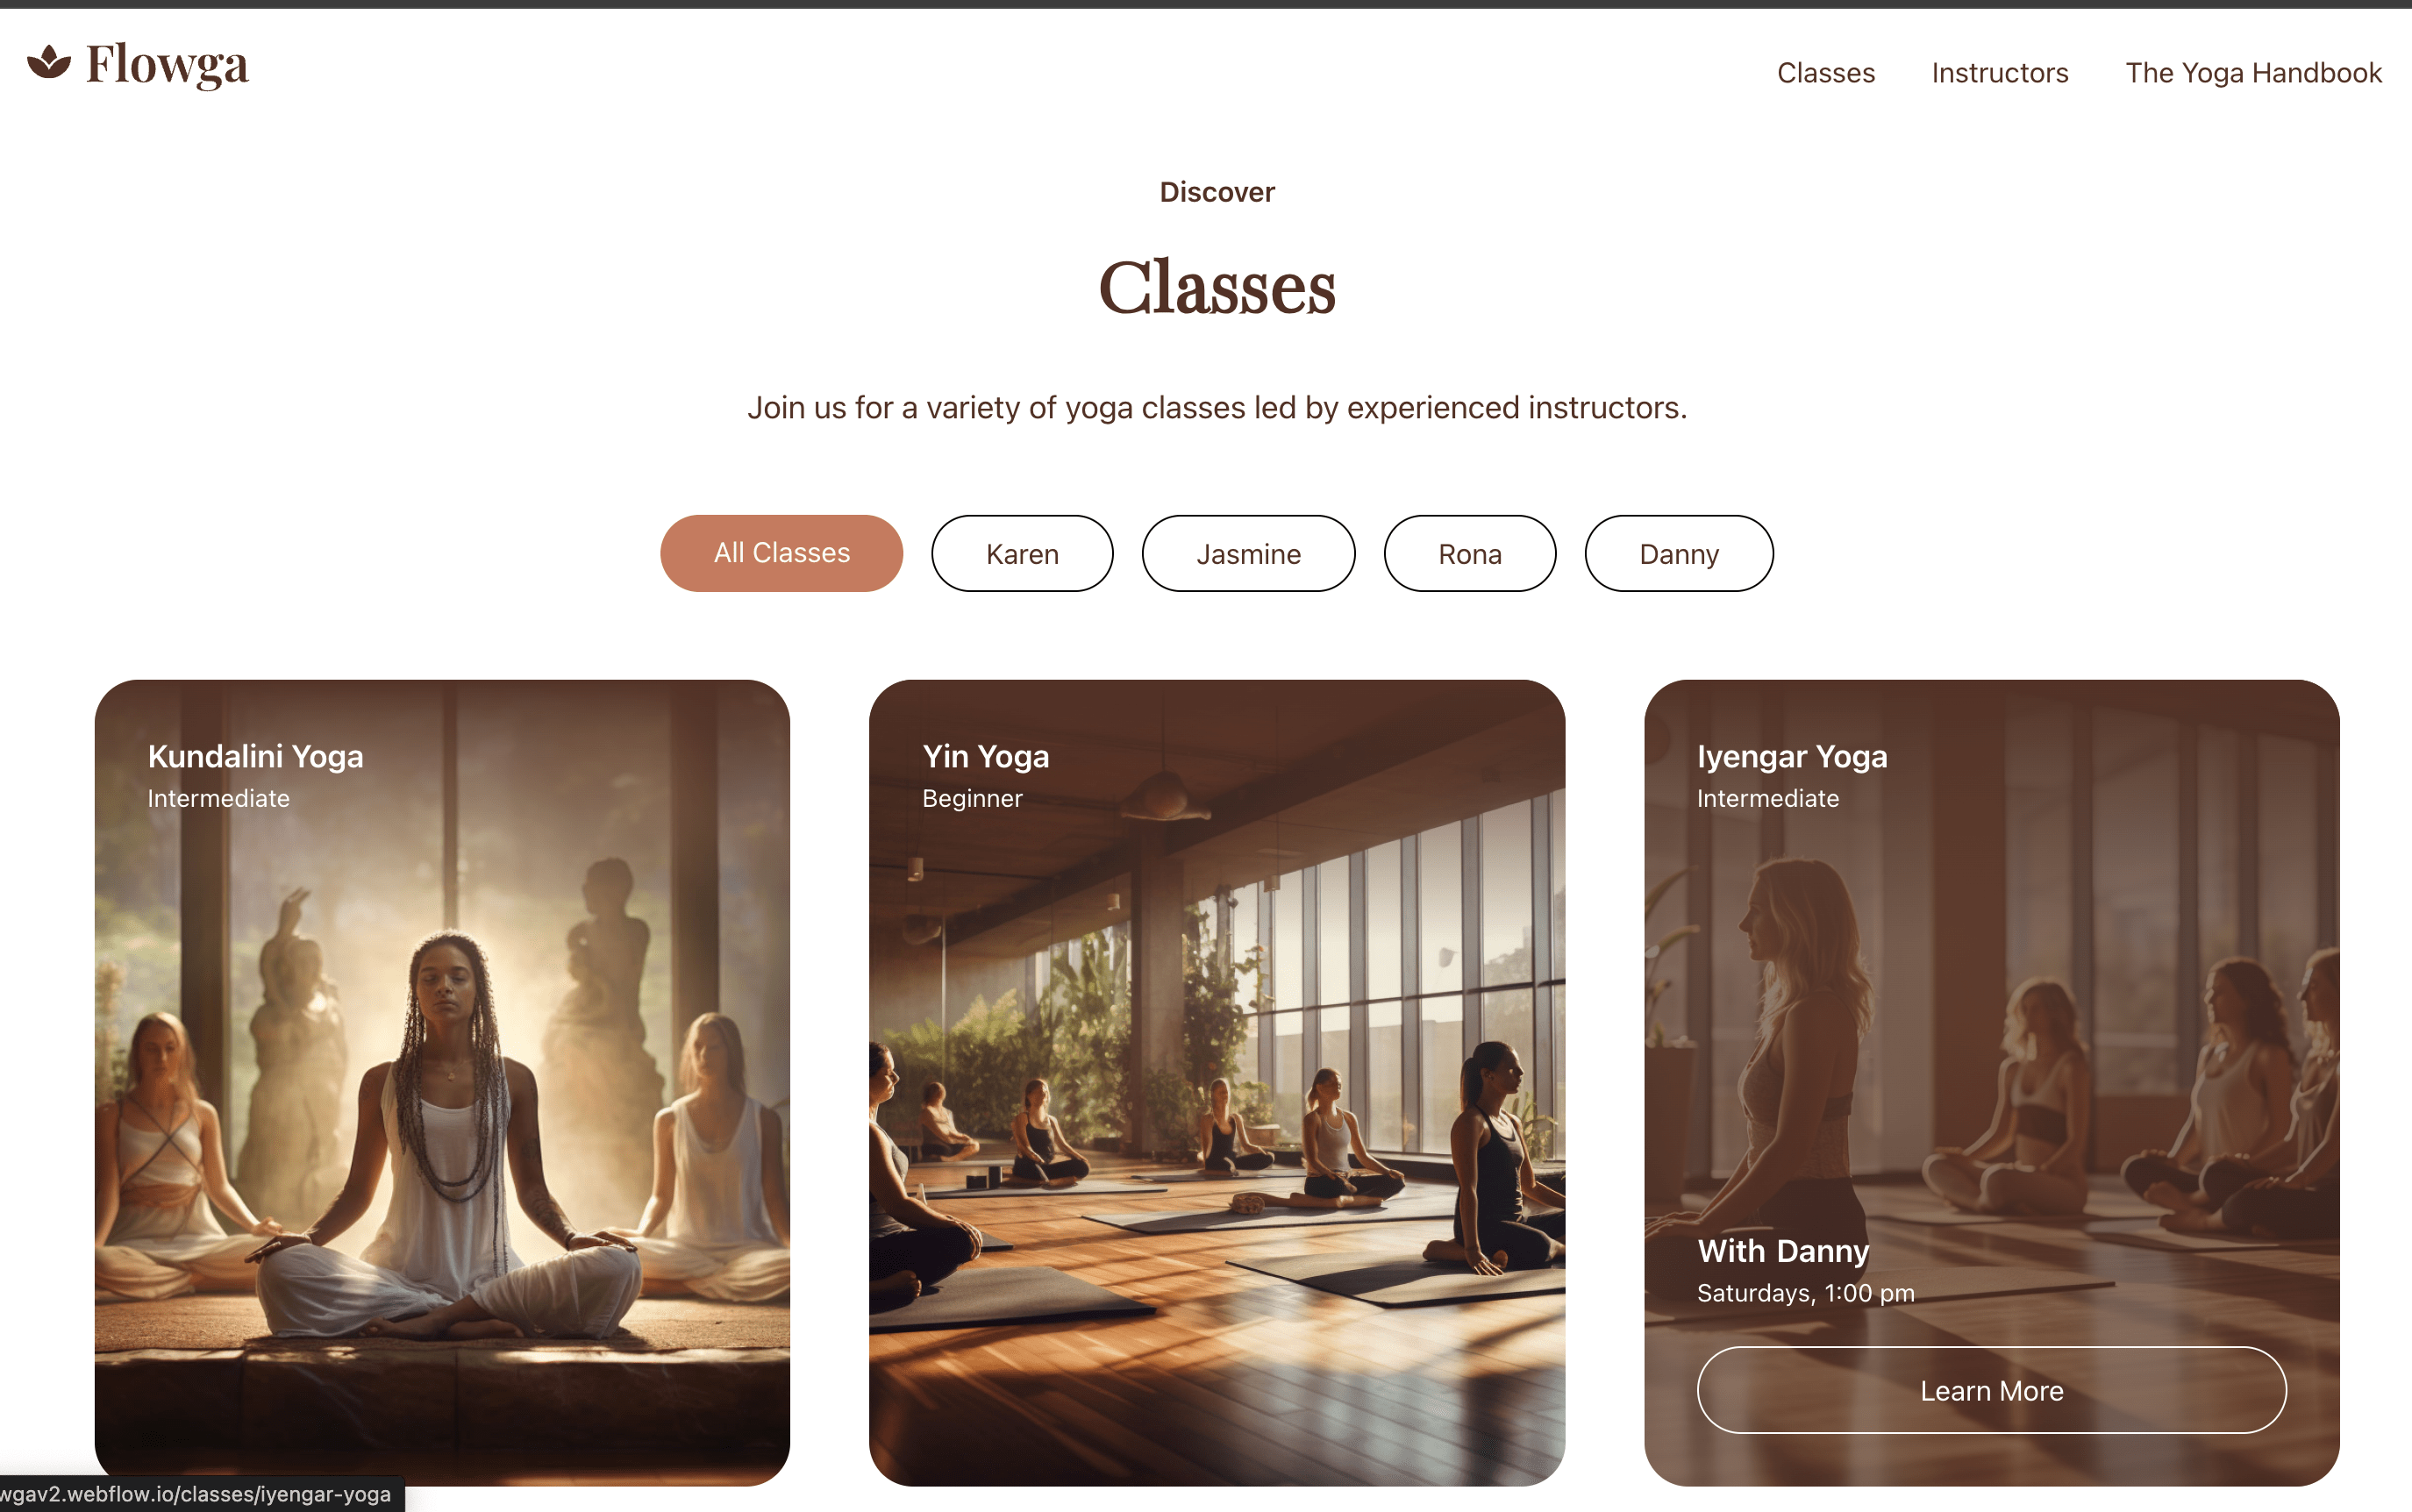 Flowga
Classes
Instructors
The Yoga Handbook
Discover
Classes
Join us for a variety of yoga classes led by experienced instructors.
All Classes
Karen
Jasmine
Rona
Danny
Kundalini Yoga
Intermediate
Yin Yoga
Beginner
Iyengar Yoga
Intermediate
With Danny
Saturdays, 1:00 pm
Learn More
wgav2.webflow.io/classes/iyengar-yoga